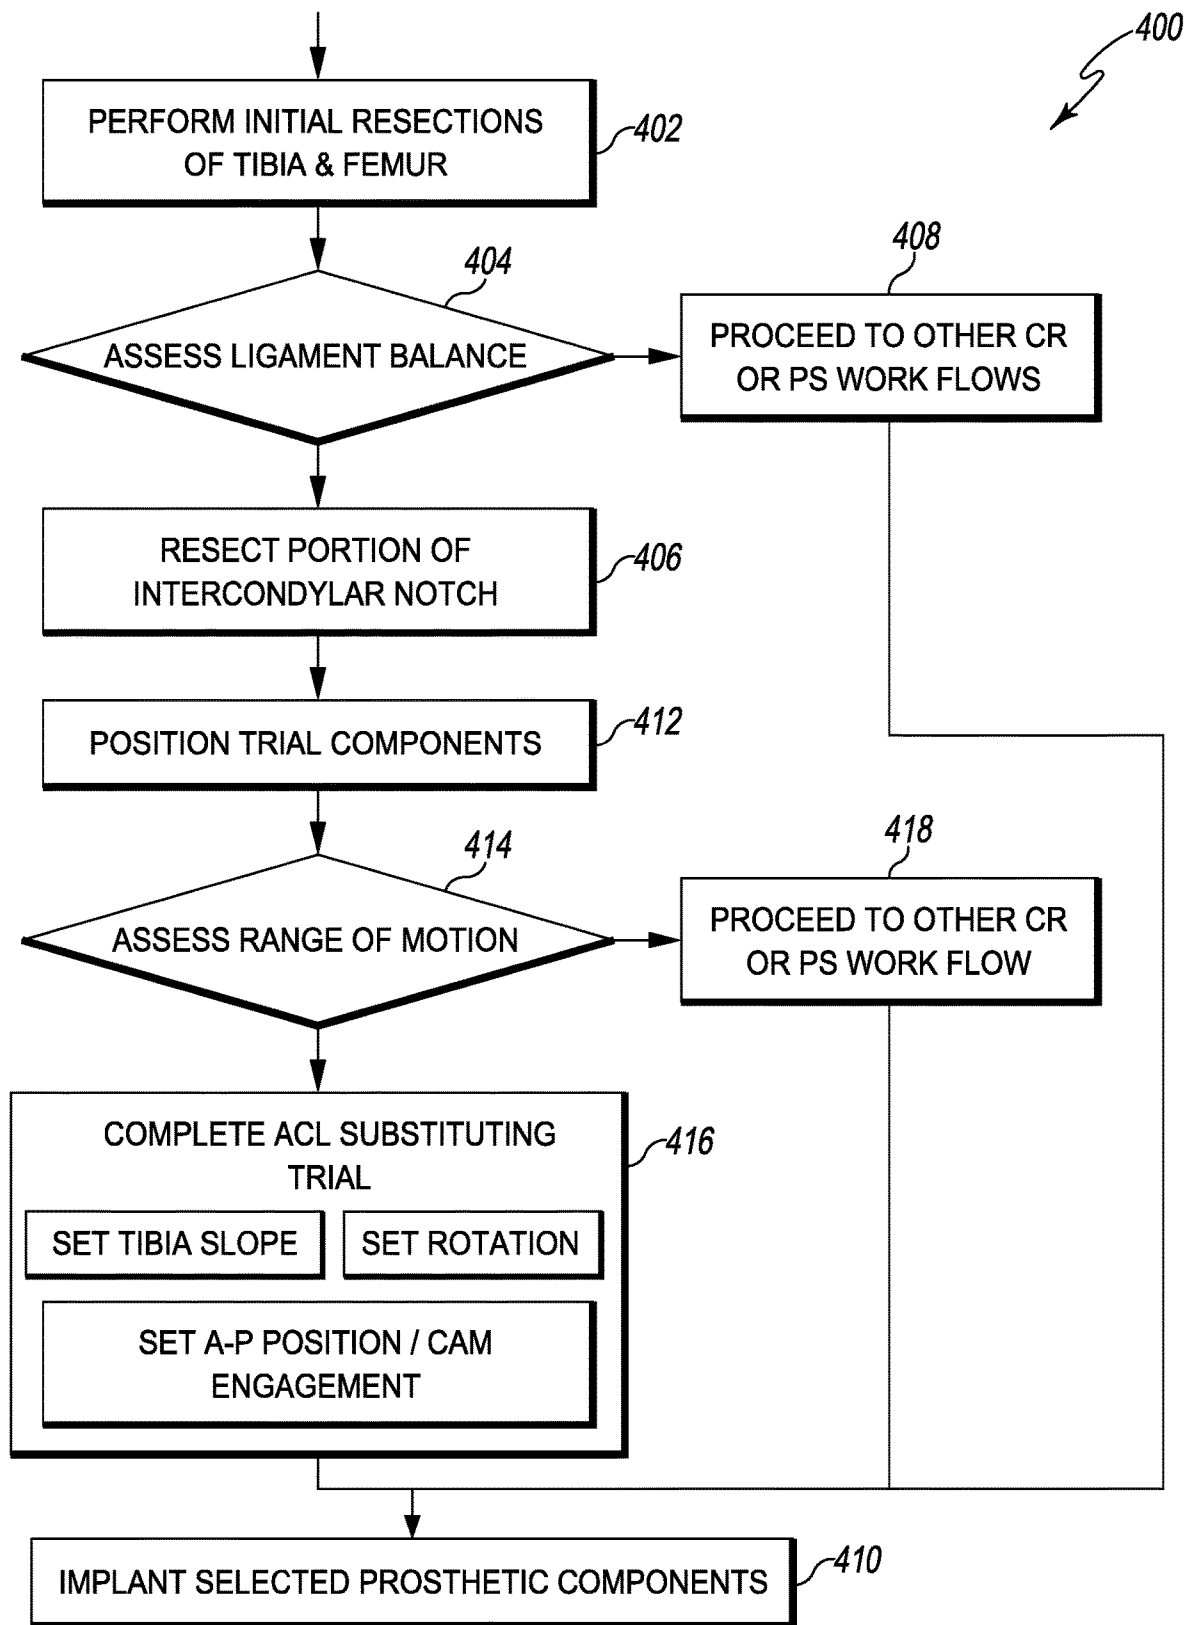 400
PERFORM INITIAL RESECTIONS
OF TIBIA & FEMUR
402
404
ASSESS LIGAMENT BALANCE
408
PROCEED TO OTHER CR
OR PS WORK FLOWS
RESECT PORTION OF
INTERCONDYLAR NOTCH
406
POSITION TRIAL COMPONENTS
412
414
ASSESS RANGE OF MOTION
418
PROCEED TO OTHER CR
OR PS WORK FLOW
COMPLETE ACL SUBSTITUTING
TRIAL
416
SET TIBIA SLOPE
SET ROTATION
SET A-P POSITION / CAM
ENGAGEMENT
IMPLANT SELECTED PROSTHETIC COMPONENTS
410